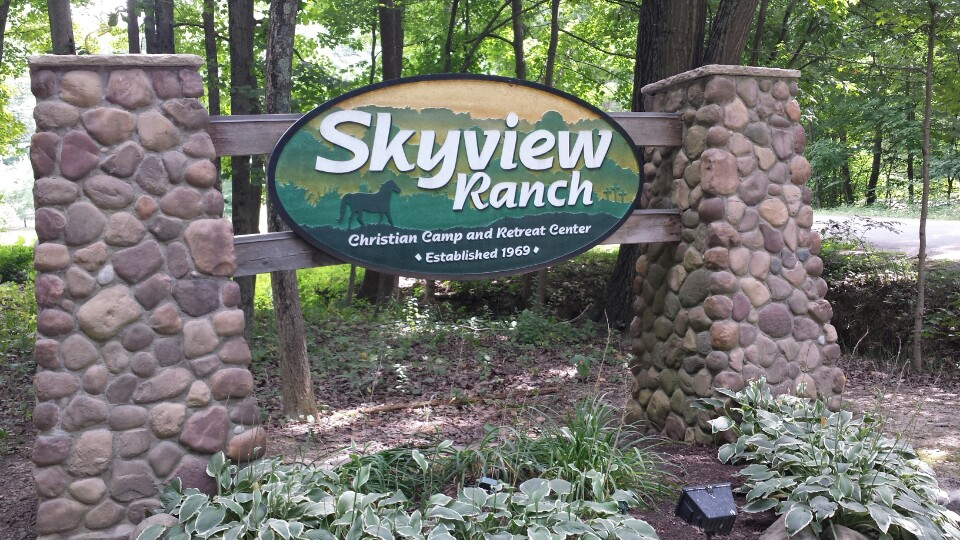 Skyview
Ranch
Christian Camp and Retreat Center
♦ Established 1969 ♦